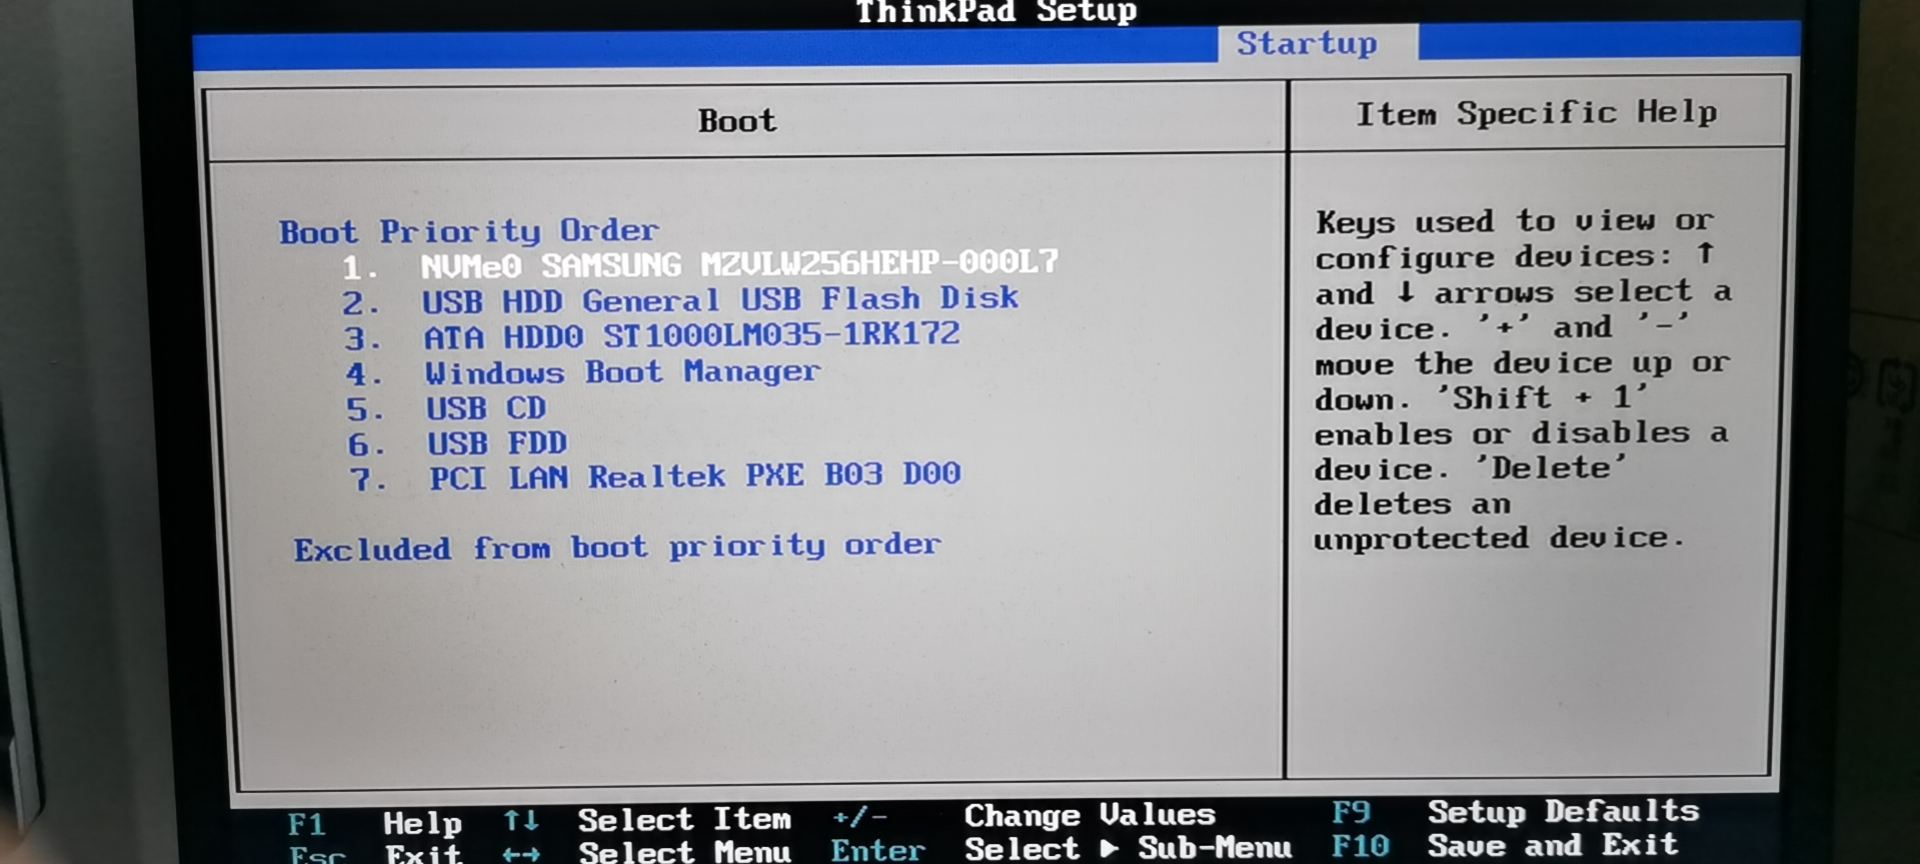 ThinkPad Setup
Startup
Boot
Item Specific Help
Boot Priority Order
1. NVMe0 SAMSUNG MZVLW256HEHP-000L7
2. USB HDD General USB Flash Disk
3. ATA HDD0 ST1000LM035-1RK172
4. Windows Boot Manager
5. USB CD
6. USB FDD
7. PCI LAN Realtek PXE B03 D00
Excluded from boot priority order
Keys used to view or
configure devices: ↑
and ↓ arrows select a
device. '+' and '-'
move the device up or
down. 'Shift + 1'
enables or disables a
device. 'Delete'
deletes an
unprotected device.
F1 Help ↑↓ Select Item +/- Change Values F9 Setup Defaults
Esc Exit ←→ Select Menu Enter Select ► Sub-Menu F10 Save and Exit